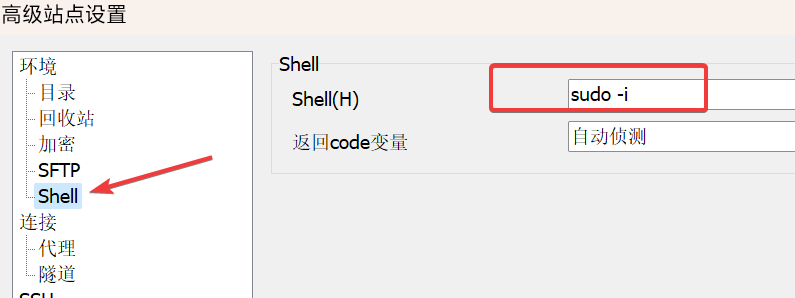 高级站点设置
环境
目录
回收站
加密
SFTP
Shell
连接
代理
隧道
SSH
Shell
Shell(H)
sudo -i
返回code变量
自动侦测